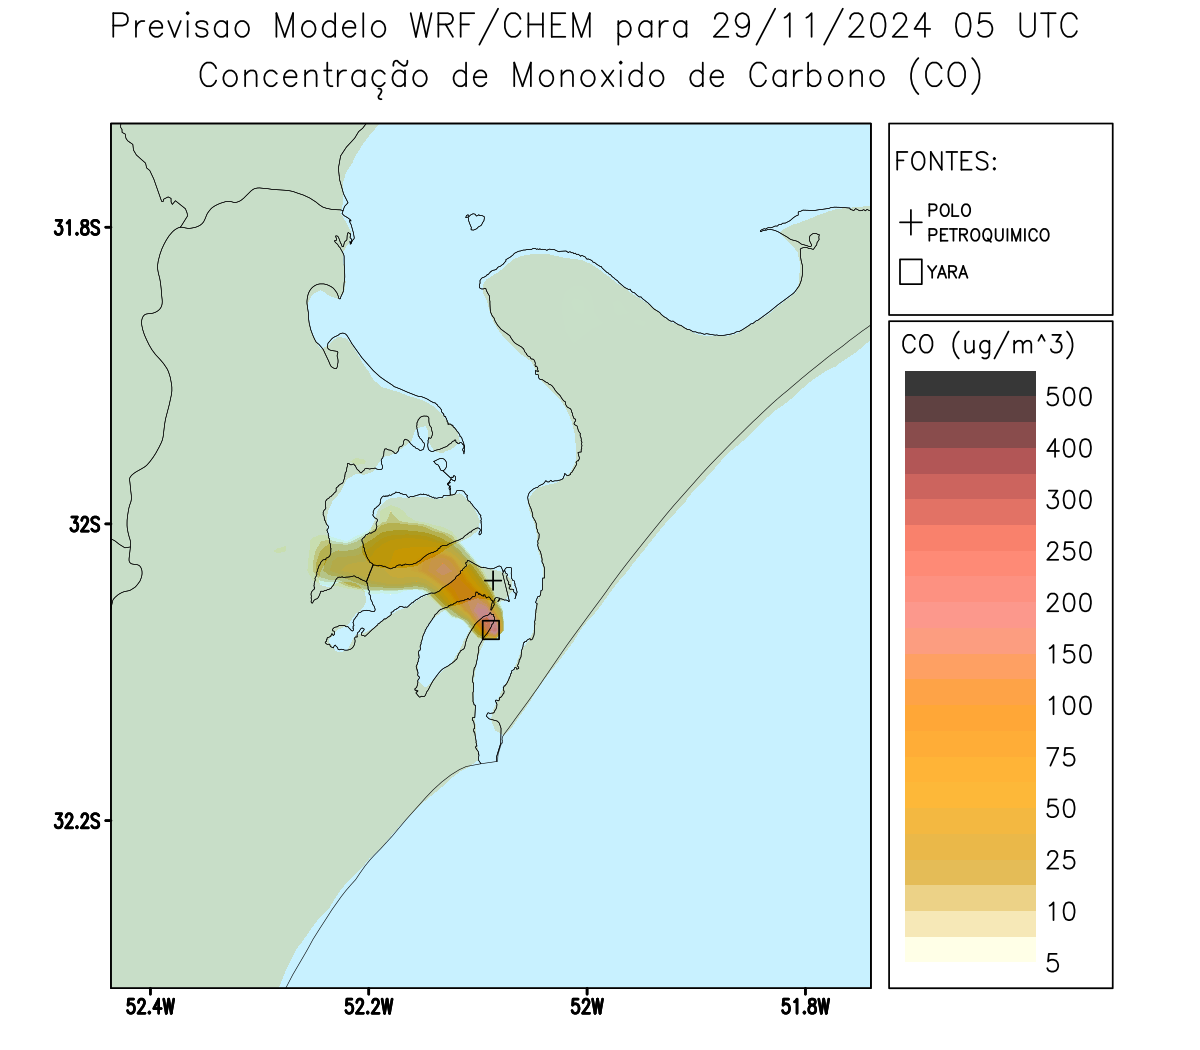 Previsao Modelo WRF/CHEM para 29/11/2024 05 UTC
Concentração de Monoxido de Carbono (CO)
FONTES:
POLO
PETROQUIMICO
YARA
CO (ug/m^3)
500
400
300
250
200
150
100
75
50
25
10
5
31.8S
32S
32.2S
52.4W
52.2W
52W
51.8W